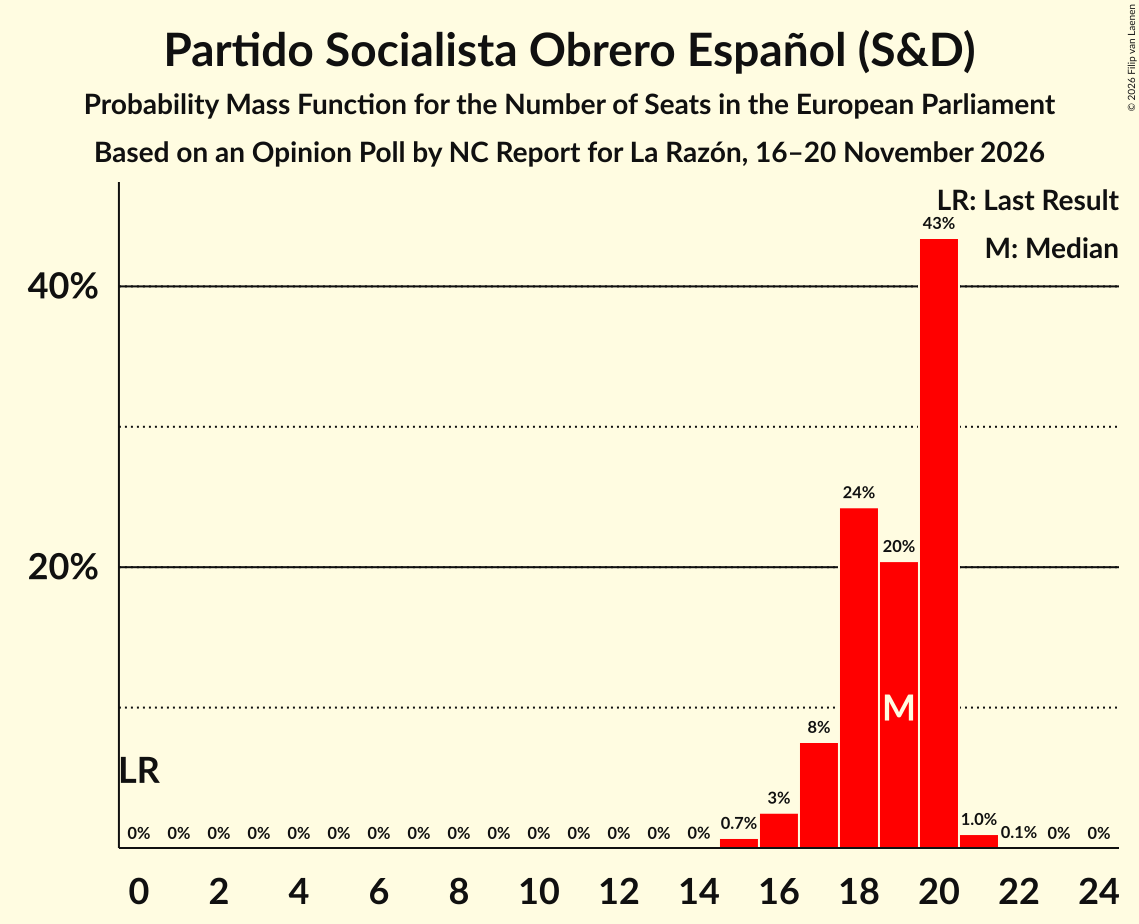 Partido Socialista Obrero Español (S&D)
Probability Mass Function for the Number of Seats in the European Parliament
Based on an Opinion Poll by NC Report for La Razón, 16–20 November 2026
© 2026 Filip van Laenen
LR: Last Result
M: Median
43%
40%
24%
20%
20%
M
8%
LR
3%
0% 0% 0% 0% 0% 0% 0% 0% 0% 0% 0% 0% 0% 0% 0% 0.7% 1.0% 0.1% 0% 0%
0 2 4 6 8 10 12 14 16 18 20 22 24